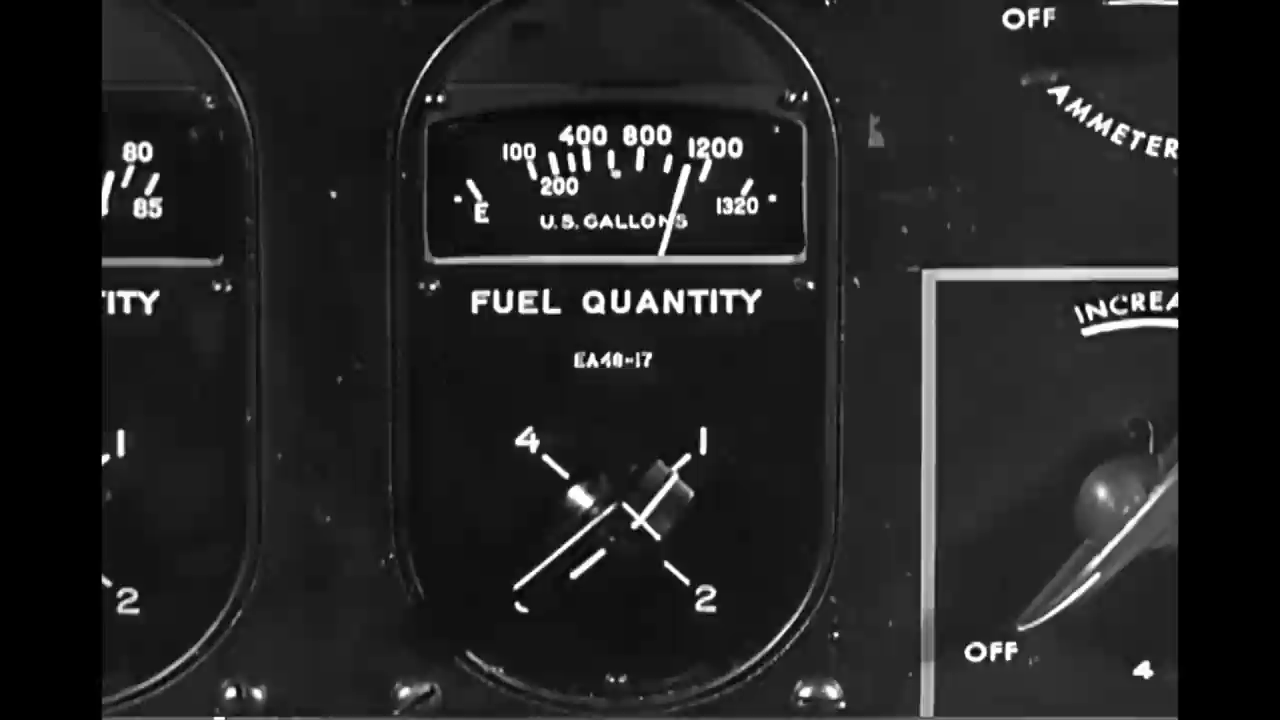 OFF
AMMETER
80
85
100 400 800 1200
200
E
1320
U.S. GALLONS
ITY
FUEL QUANTITY
INCREA
EA40-17
1
4 1
2
2
OFF
4